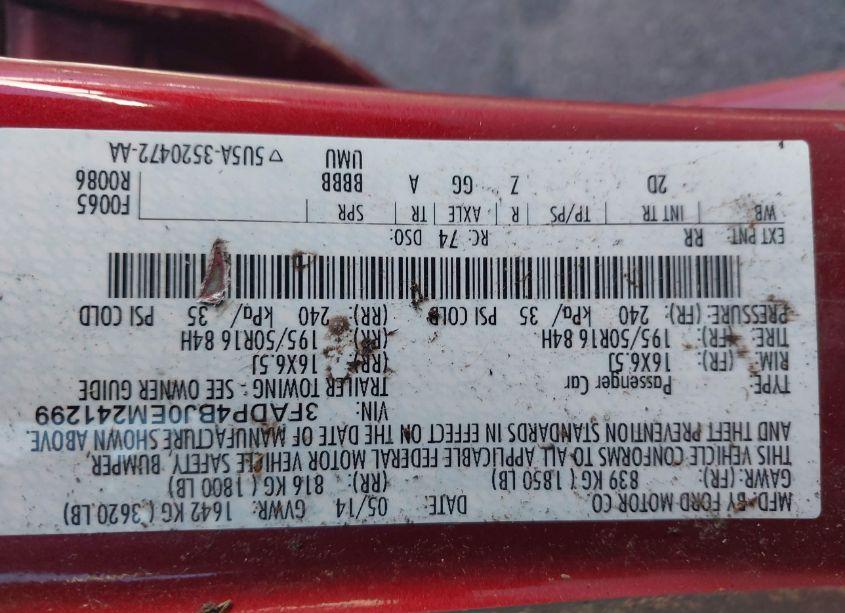 MFD. BY FORD MOTOR CO.
DATE: 05/14 GVWR: 1642 KG ( 3620 LB)
GAWR: (FR): 839 KG ( 1850 LB) (RR): 816 KG ( 1800 LB)
THIS VEHICLE CONFORMS TO ALL APPLICABLE FEDERAL MOTOR VEHICLE SAFETY, BUMPER,
AND THEFT PREVENTION STANDARDS IN EFFECT ON THE DATE OF MANUFACTURE SHOWN ABOVE.
VIN: 3FADP4BJ0EM241299
TYPE: Passenger Car TRAILER TOWING - SEE OWNER GUIDE
RIM: (FR): 16X6.5J (RR): 16X6.5J
TIRE: (FR): 195/50R16 84H (RR): 195/50R16 84H
PRESSURE: (FR): 240 kPa/ 35 PSI COLD (RR): 240 kPa/ 35 PSI COLD
EXT PNT: RR RC: 74 DSO: F0065
WB INT TR TP/PS R AXLE TR SPR R0086
2D Z GG A BBBB
UMU ▽ 5U5A-3520472-AA